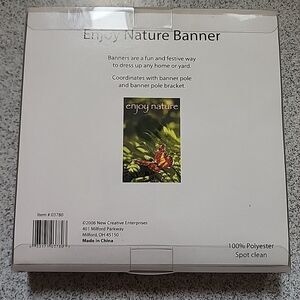 Enjoy Nature Banner
Banners are a fun and festive way
to dress up any home or yard.
Coordinates with banner pole
and banner pole bracket.
enjoy nature
Item # 03780
©2006 New Creative Enterprises
401 Milford Parkway
Milford, OH 45150
Made in China
100% Polyester
Spot clean